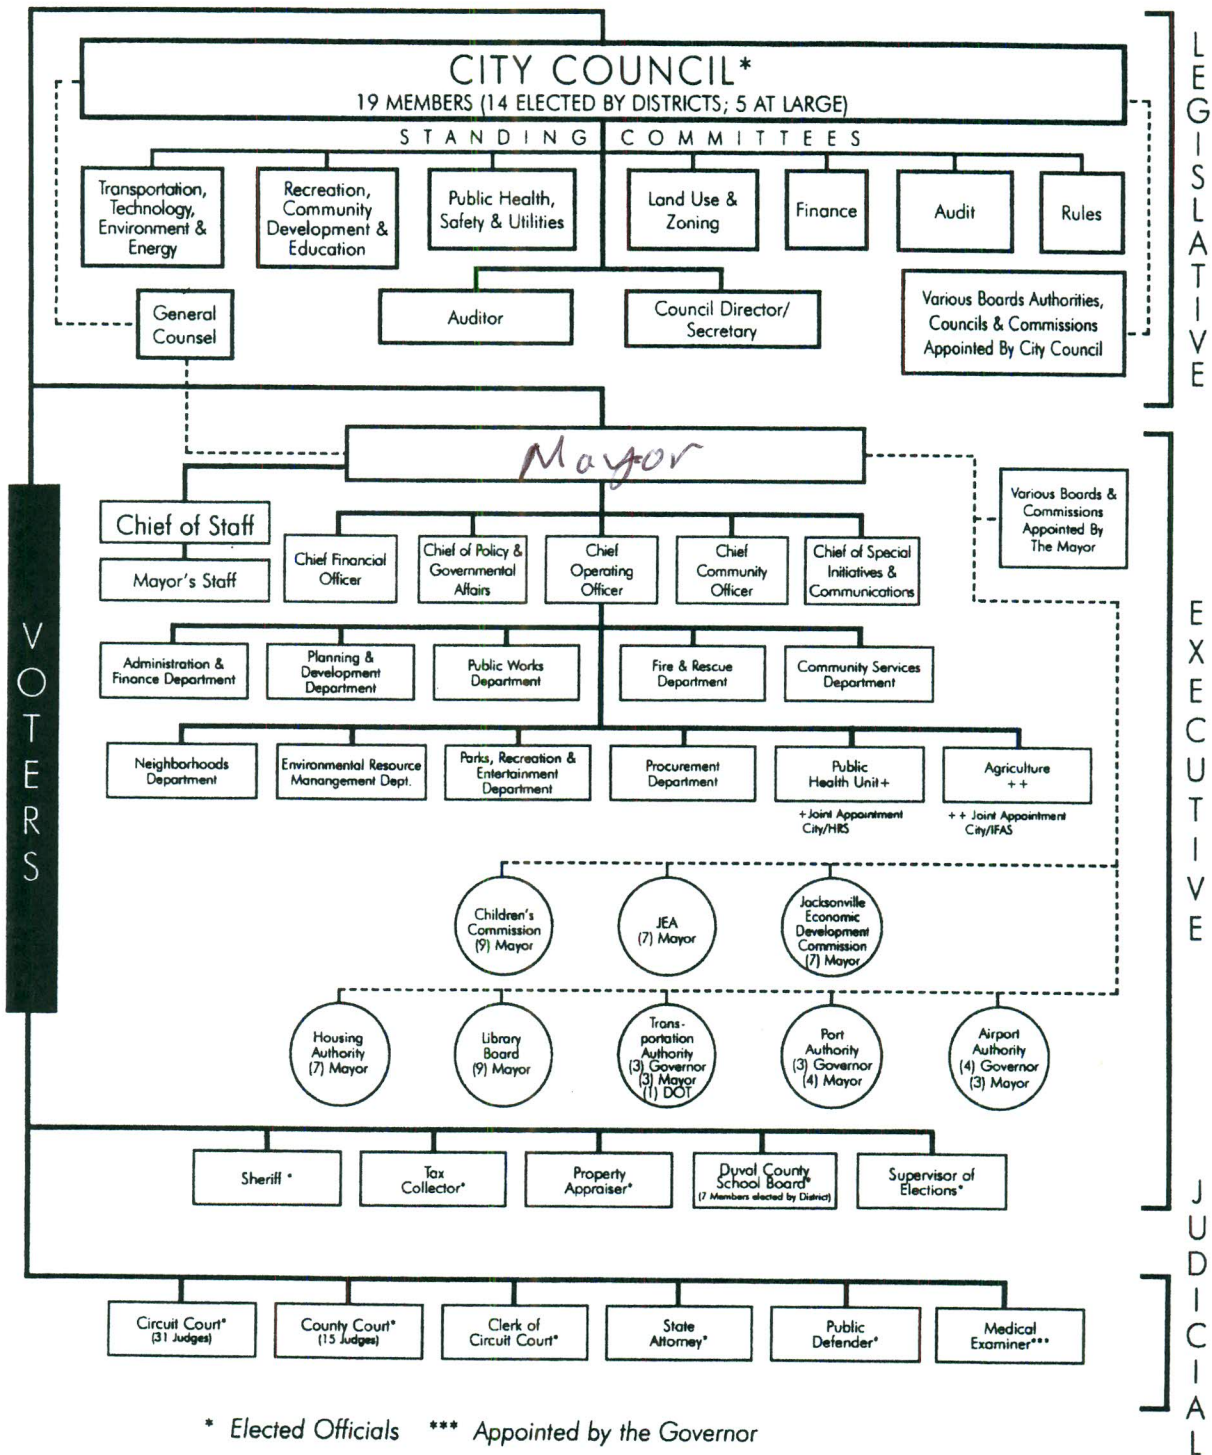 CITY COUNCIL*
19 MEMBERS (14 ELECTED BY DISTRICTS; 5 AT LARGE)
STANDING COMMITTEES
Transportation,
Technology,
Environment &
Energy
Recreation,
Community
Development &
Education
Public Health,
Safety & Utilities
Land Use &
Zoning
Finance
Audit
Rules
General
Counsel
Auditor
Council Director/
Secretary
Various Boards Authorities,
Councils & Commissions
Appointed By City Council
LEGISLATIVE
Mayor
Chief of Staff
Mayor's Staff
Chief Financial
Officer
Chief of Policy &
Governmental
Affairs
Chief
Operating
Officer
Chief
Community
Officer
Chief of Special
Initiatives &
Communications
Various Boards &
Commissions
Appointed By
The Mayor
VOTERS
Administration &
Finance Department
Planning &
Development
Department
Public Works
Department
Fire & Rescue
Department
Community Services
Department
Neighborhoods
Department
Environmental Resource
Manangement Dept.
Parks, Recreation &
Entertainment
Department
Procurement
Department
Public
Health Unit+
+Joint Appointment
City/HRS
Agriculture
++
++ Joint Appointment
City/IFAS
EXECUTIVE
Children's
Commission
(9) Mayor
JEA
(7) Mayor
Jacksonville
Economic
Development
Commission
(7) Mayor
Housing
Authority
(7) Mayor
Library
Board
(9) Mayor
Trans-
portation
Authority
(3) Governor
(3) Mayor
(1) DOT
Port
Authority
(3) Governor
(4) Mayor
Airport
Authority
(4) Governor
(3) Mayor
Sheriff *
Tax
Collector*
Property
Appraiser*
Duval County
School Board*
(7 Members elected by District)
Supervisor of
Elections*
JUDICIAL
Circuit Court*
(31 Judges)
County Court*
(15 Judges)
Clerk of
Circuit Court*
State
Attorney*
Public
Defender*
Medical
Examiner***
* Elected Officials *** Appointed by the Governor